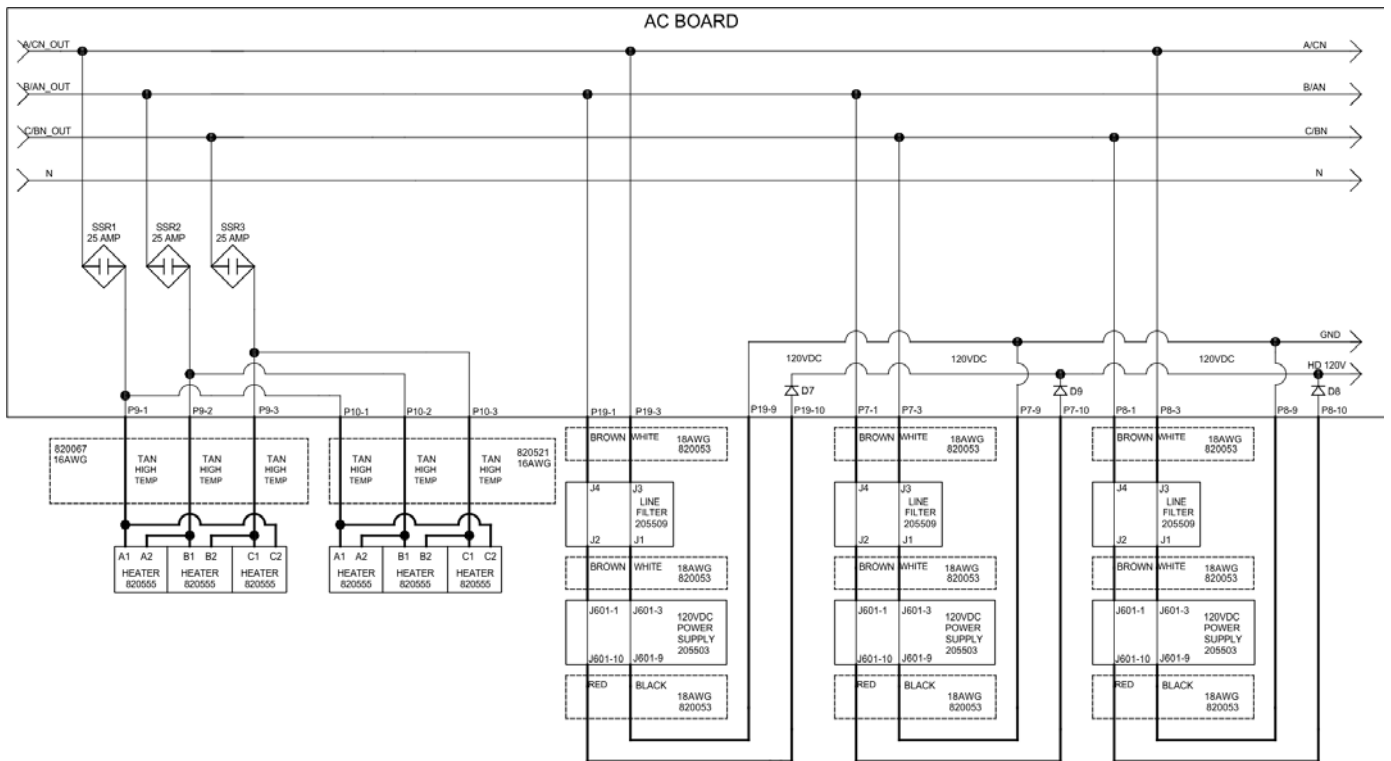 AC BOARD
A/CN_OUT
A/CN
B/AN_OUT
B/AN
C/BN_OUT
C/BN
N
N
SSR1
25 AMP
SSR2
25 AMP
SSR3
25 AMP
GND
120VDC
120VDC
120VDC
HD 120V
D7
D9
D8
P9-1
P9-2
P9-3
P10-1
P10-2
P10-3
P19-1
P19-3
P19-9
P19-10
P7-1
P7-3
P7-9
P7-10
P8-1
P8-3
P8-9
P8-10
820067
16AWG
TAN
HIGH
TEMP
TAN
HIGH
TEMP
TAN
HIGH
TEMP
TAN
HIGH
TEMP
TAN
HIGH
TEMP
TAN
HIGH
TEMP
820521
16AWG
A1
A2
B1
B2
C1
C2
HEATER
820555
HEATER
820555
HEATER
820555
A1
A2
B1
B2
C1
C2
HEATER
820555
HEATER
820555
HEATER
820555
BROWN
WHITE
18AWG
820053
J4
J3
LINE
FILTER
205509
J2
J1
BROWN
WHITE
18AWG
820053
J601-1
J601-3
120VDC
POWER
SUPPLY
205503
J601-10
J601-9
RED
BLACK
18AWG
820053
BROWN
WHITE
18AWG
820053
J4
J3
LINE
FILTER
205509
J2
J1
BROWN
WHITE
18AWG
820053
J601-1
J601-3
120VDC
POWER
SUPPLY
205503
J601-10
J601-9
RED
BLACK
18AWG
820053
BROWN
WHITE
18AWG
820053
J4
J3
LINE
FILTER
205509
J2
J1
BROWN
WHITE
18AWG
820053
J601-1
J601-3
120VDC
POWER
SUPPLY
205503
J601-10
J601-9
RED
BLACK
18AWG
820053